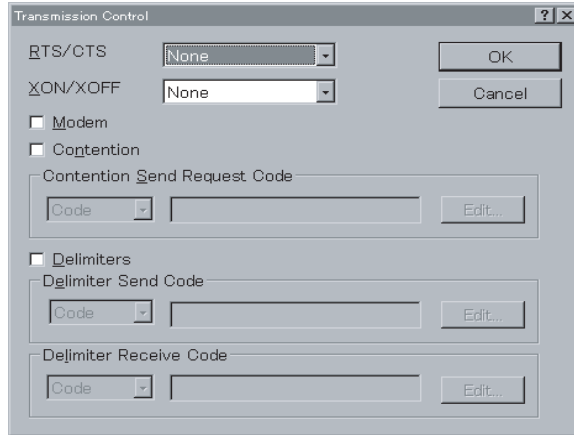 Transmission Control
RTS/CTS
None
OK
XON/XOFF
None
Cancel
Modem
Contention
Contention Send Request Code
Code
Edit...
Delimiters
Delimiter Send Code
Code
Edit...
Delimiter Receive Code
Code
Edit...